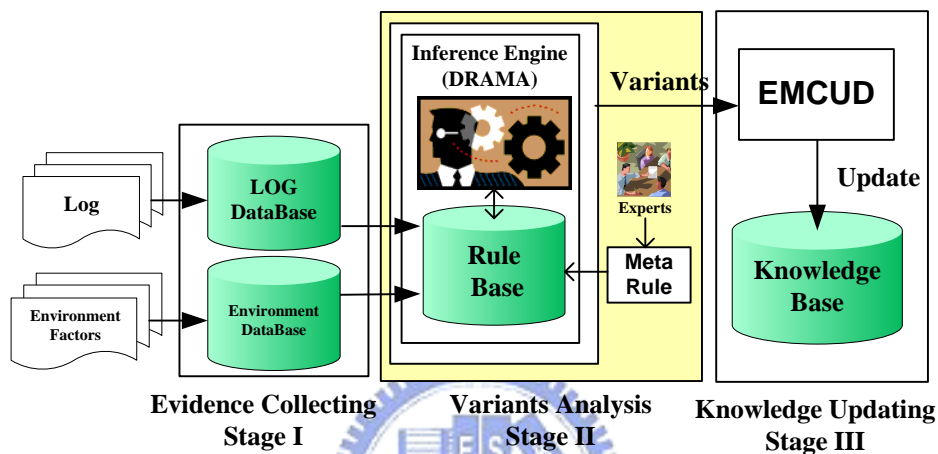 Log
Environment
Factors
LOG
DataBase
Environment
DataBase
Evidence Collecting
Stage I
Inference Engine
(DRAMA)
Rule
Base
Experts
Meta
Rule
Variants Analysis
Stage II
Variants
EMCUD
Update
Knowledge
Base
Knowledge Updating
Stage III